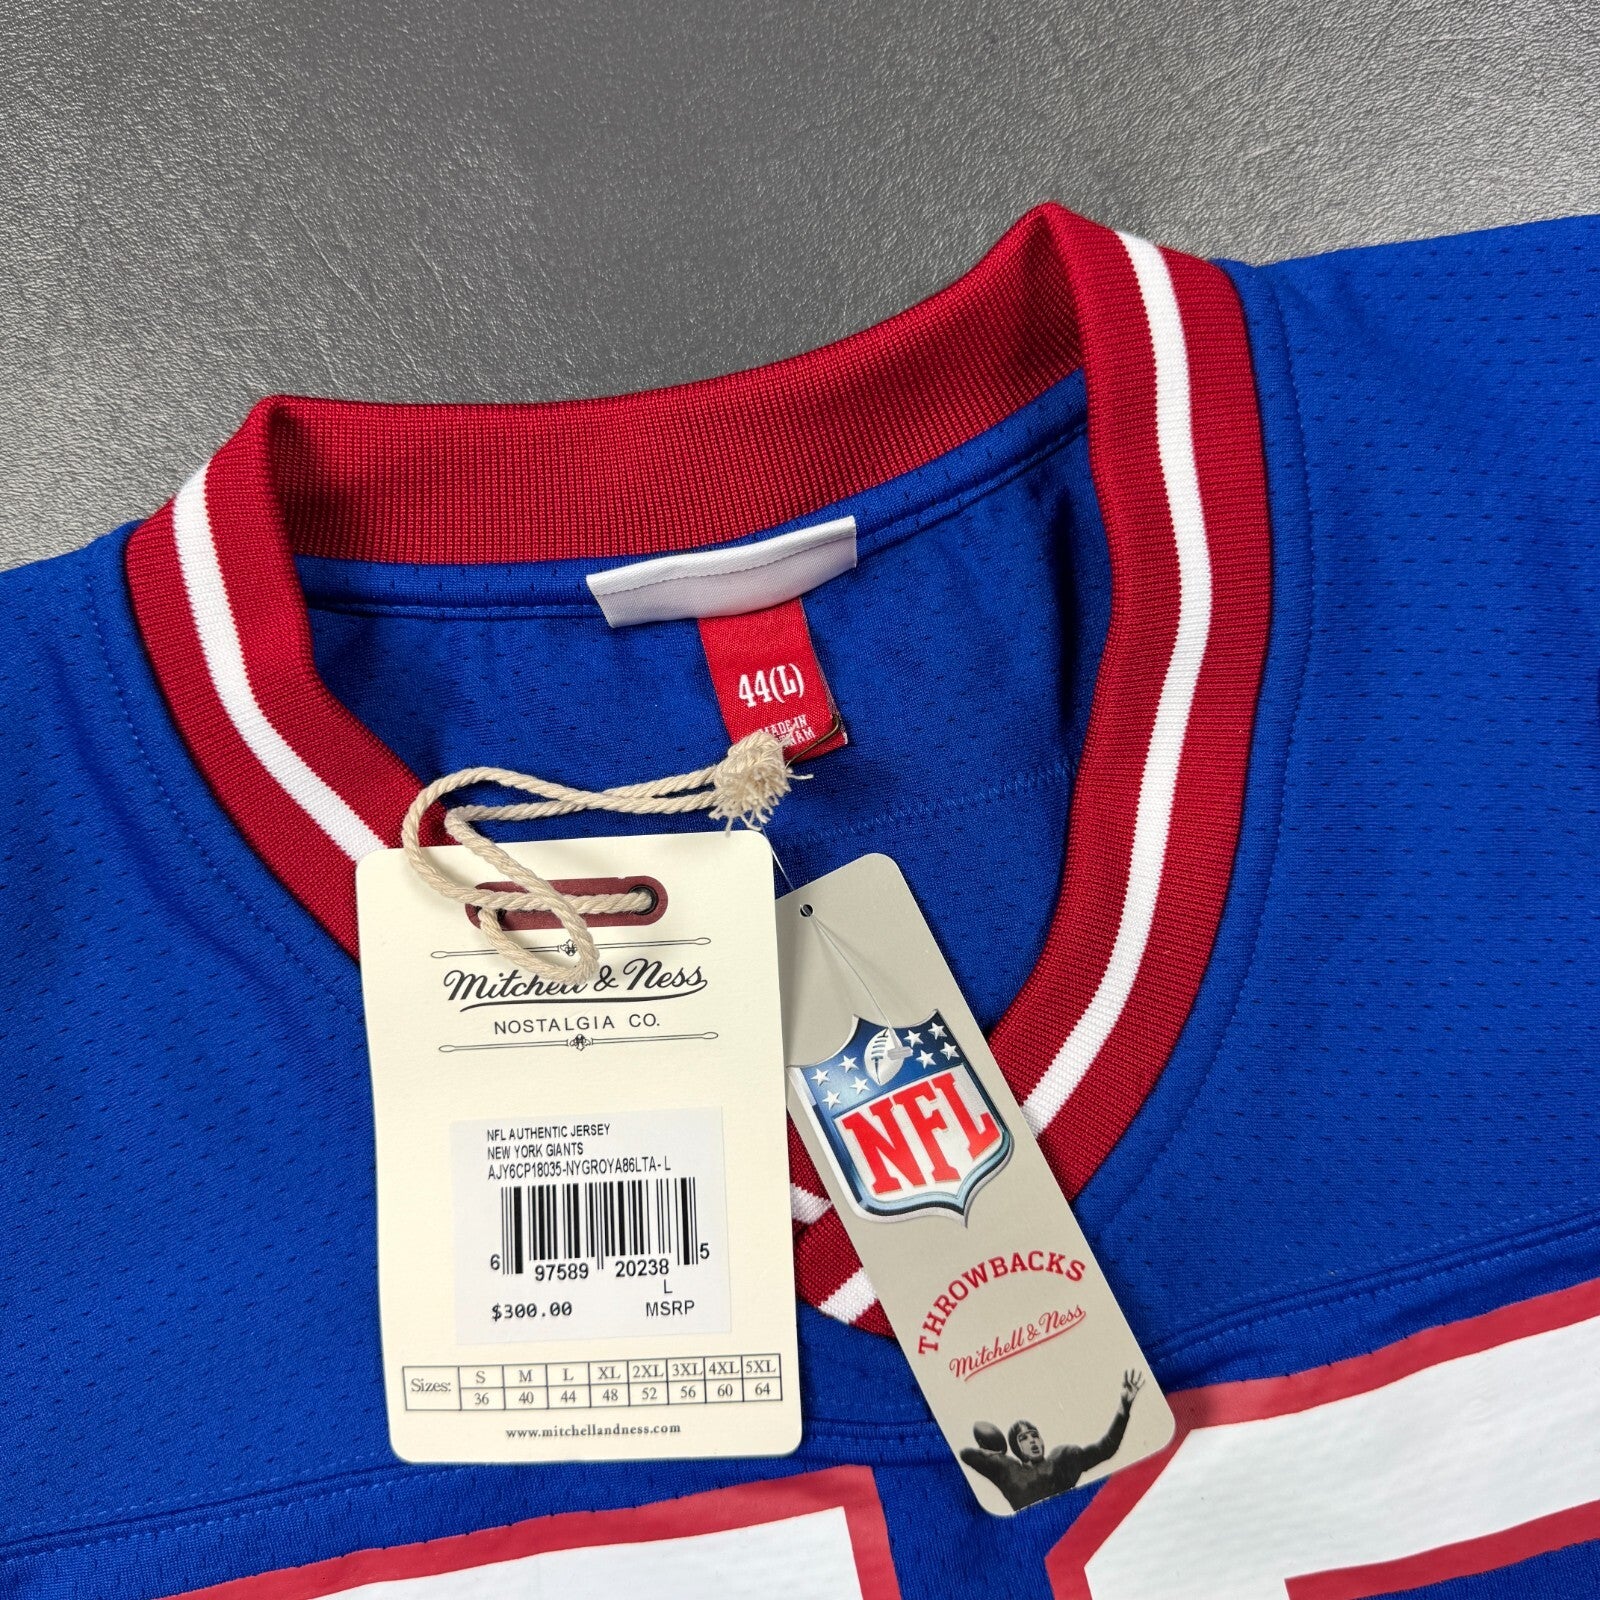 44(L)
MADE IN
Mitchell & Ness
NOSTALGIA CO.
NFL AUTHENTIC JERSEY
NEW YORK GIANTS
AJY6CP18035-NYGROYA86LTA- L
6 97589 20238 5
L
$300.00 MSRP
Sizes: S M L XL 2XL 3XL 4XL 5XL
36 40 44 48 52 56 60 64
www.mitchellandness.com
NFL
THROWBACKS
Mitchell & Ness